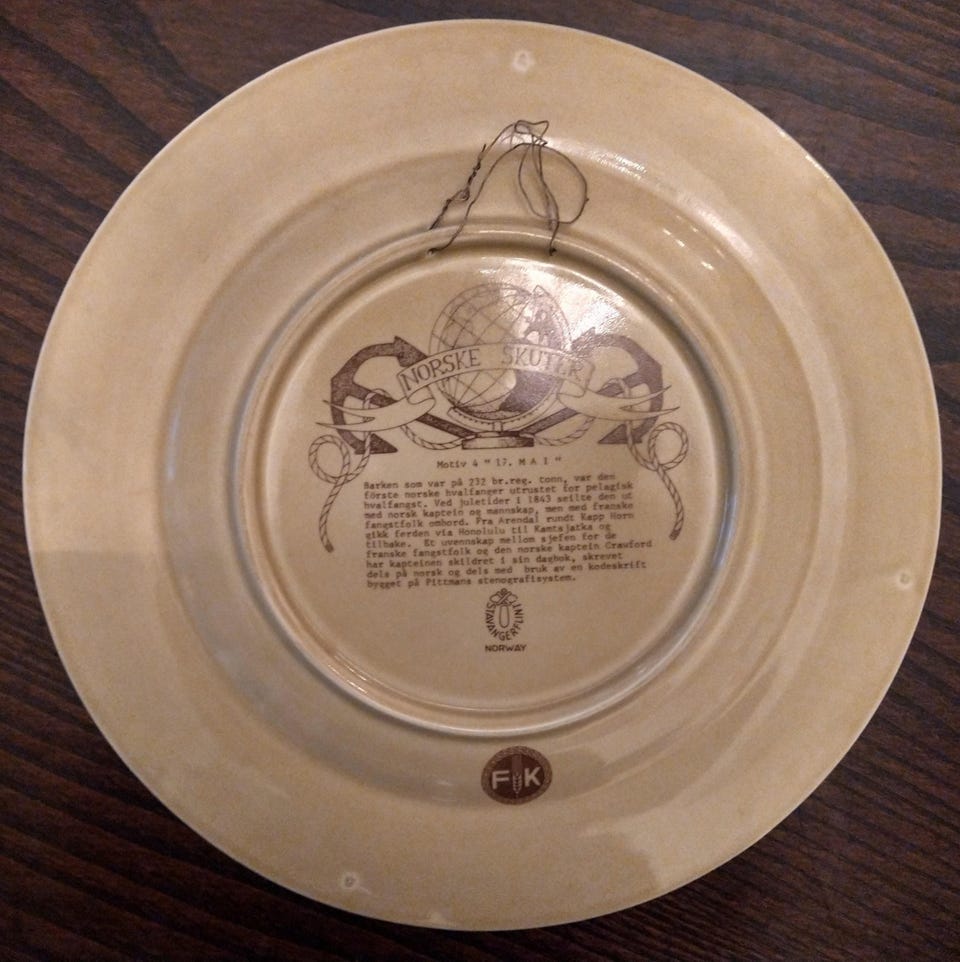 NORSKE SKUTER
Motiv 4 " 17. M A I "
Barken som var på 232 br.reg. tonn, var den
förste norske hvalfanger utrustet for pelagisk
hvalfangst. Ved juletider i 1843 seilte den ut
med norsk kaptein og mannskap, men med franske
fangstfolk ombord. Fra Arendal rundt Kapp Horn
gikk ferden via Honolulu til Kamtsjatka og
tilbake. Et uvennskap mellom sjefen for de
franske fangstfolk og den norske kaptein Crawford
har kapteinen skildret i sin dagbok, skrevet
dels på norsk og dels med bruk av en kodeskrift
bygget på Pittmans stenografisystem.
STAVANGERFLINT
NORWAY
F K